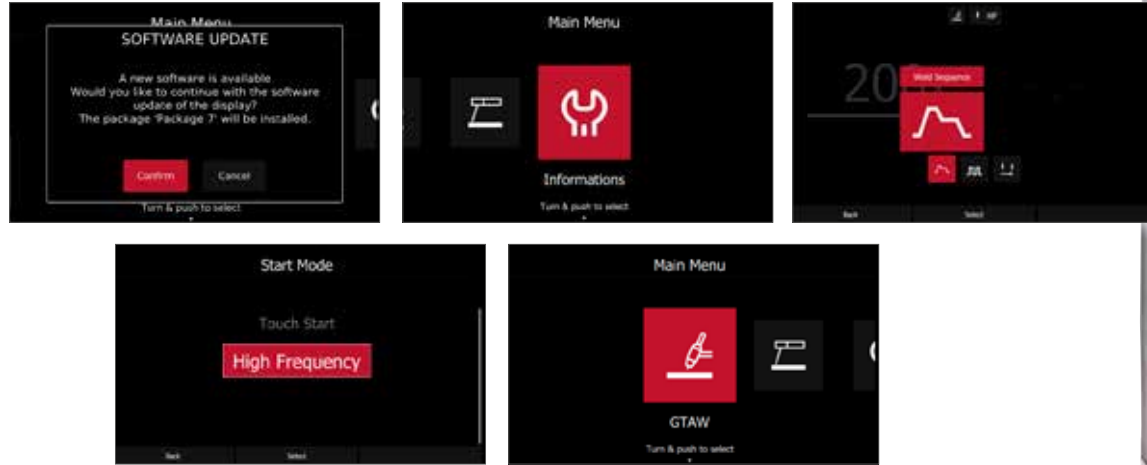 Main Menu
SOFTWARE UPDATE
A new software is available
Would you like to continue with the software
update of the display?
The package 'Package 7' will be installed.
Confirm
Cancel
Turn & push to select
Main Menu
Informations
Turn & push to select
HF
Weld Sequence
Back
Select
Start Mode
Touch Start
High Frequency
Back
Select
Main Menu
GTAW
Turn & push to select